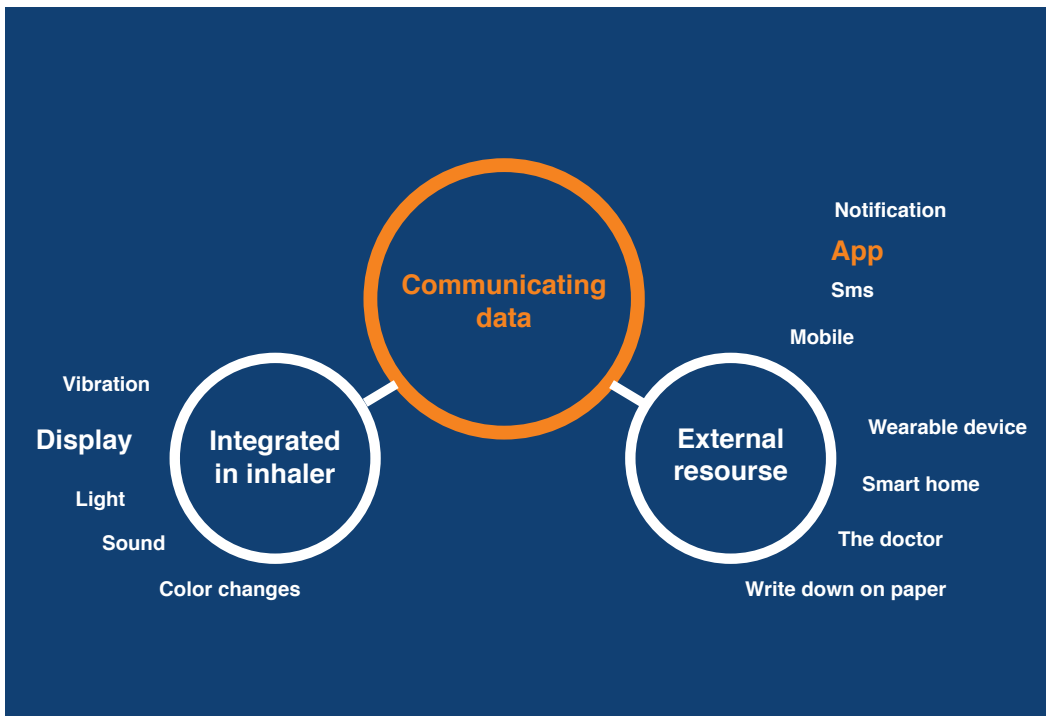 Communicating
data
Integrated
in inhaler
Vibration
Display
Light
Sound
Color changes
External
resourse
Notification
App
Sms
Mobile
Wearable device
Smart home
The doctor
Write down on paper